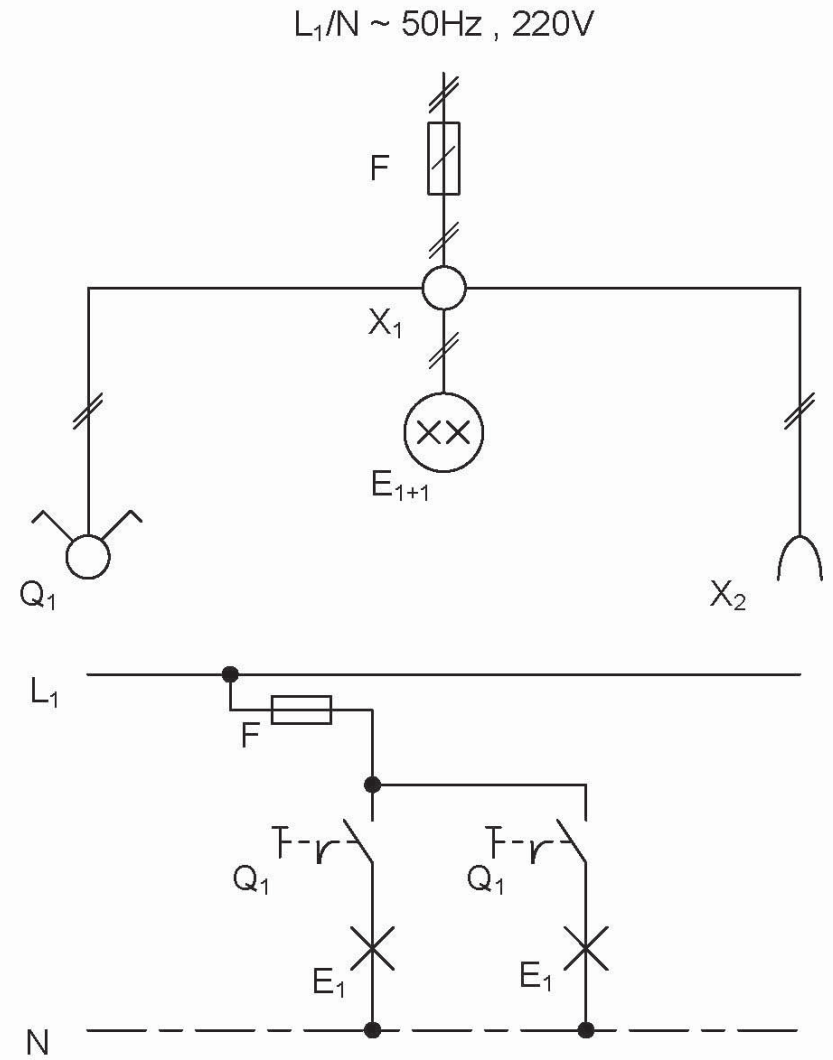 L₁/N ~ 50Hz , 220V
F
X₁
E₁₊₁
Q₁
X₂
L₁
F
Q₁
Q₁
E₁
E₁
N